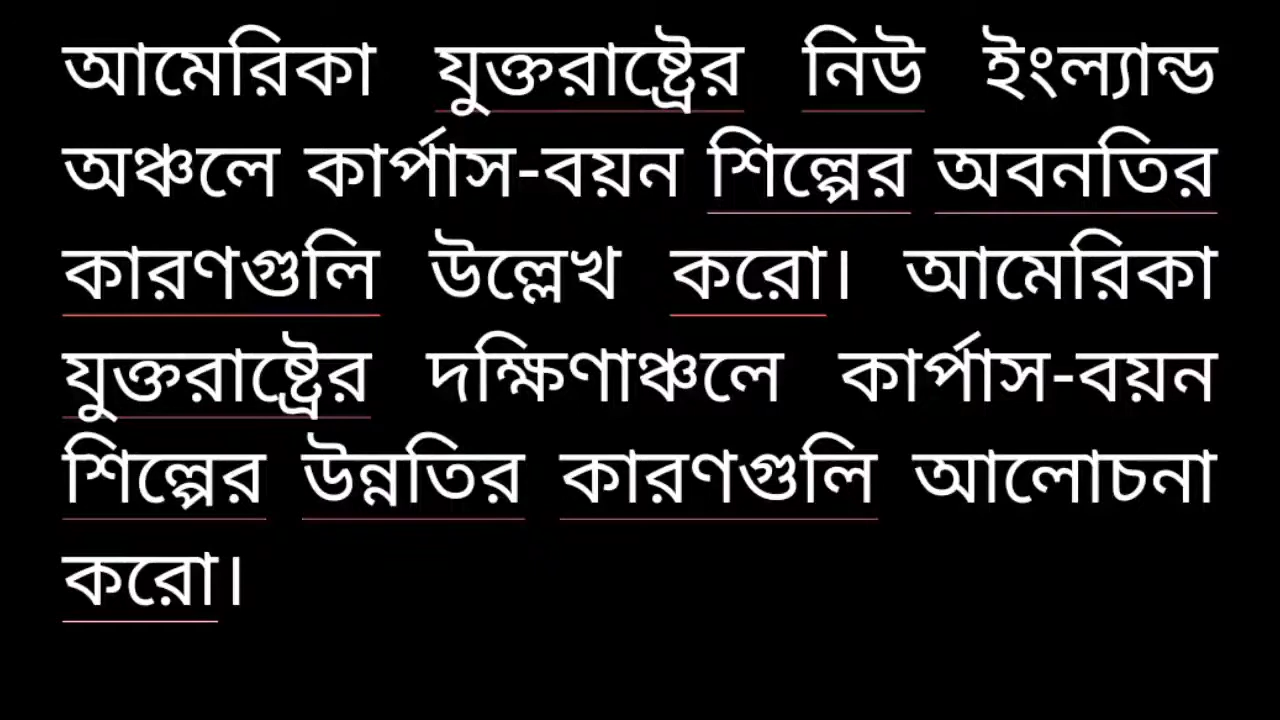 আমেরিকা যুক্তরাষ্ট্রের নিউ ইংল্যান্ড
অঞ্চলে কার্পাস-বয়ন শিল্পের অবনতির
কারণগুলি উল্লেখ করো। আমেরিকা
যুক্তরাষ্ট্রের দক্ষিণাঞ্চলে কার্পাস-বয়ন
শিল্পের উন্নতির কারণগুলি আলোচনা
করো।